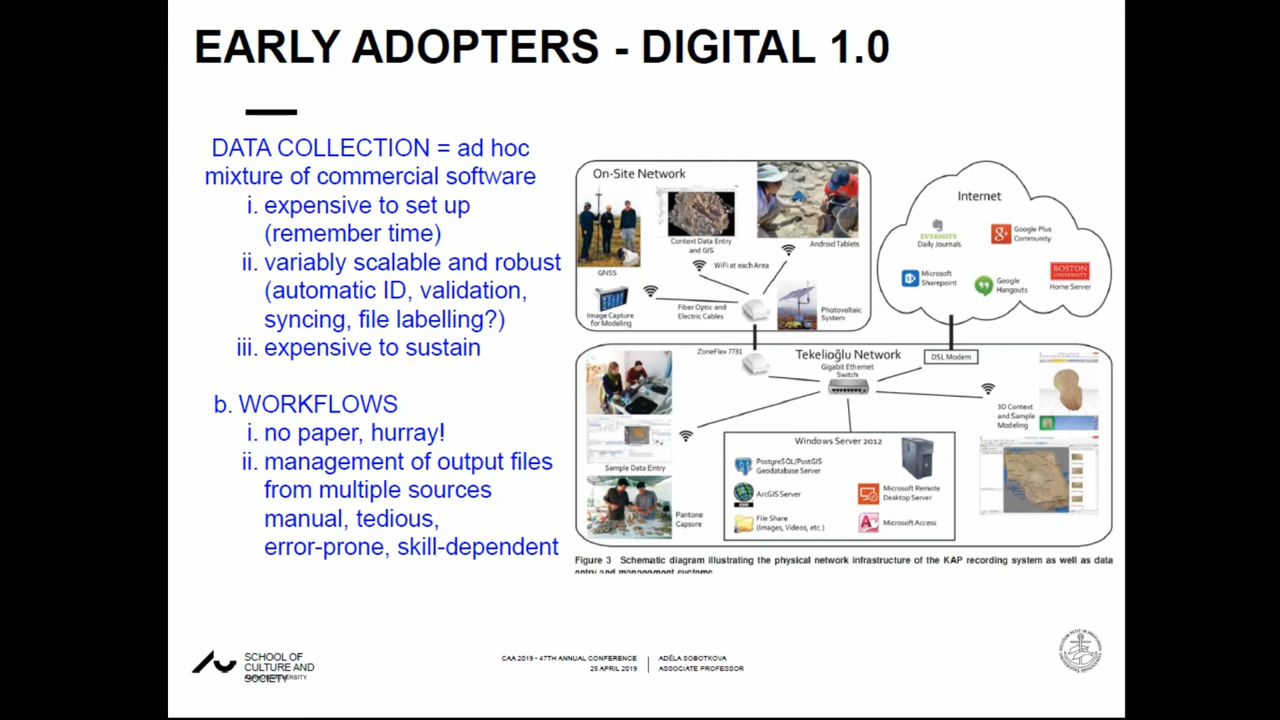 EARLY ADOPTERS - DIGITAL 1.0
DATA COLLECTION = ad hoc
mixture of commercial software
i. expensive to set up
(remember time)
ii. variably scalable and robust
(automatic ID, validation,
syncing, file labelling?)
iii. expensive to sustain
b. WORKFLOWS
i. no paper, hurray!
ii. management of output files
from multiple sources
manual, tedious,
error-prone, skill-dependent
On-Site Network
GNSS
Context Data Entry
and GIS
Android Tablets
WiFi at each Area
Image Capture
for Modeling
Fiber Optic and
Electric Cables
Photovoltaic
System
Internet
EVERNOTE
Daily Journals
Google Plus
Community
Microsoft
Sharepoint
Google
Hangouts
BOSTON
UNIVERSITY
Home Server
ZoneFlex 7731
Tekelioğlu Network
Gigabit Ethernet
Switch
DSL Modem
Sample Data Entry
Pantone
Capture
3D Context
and Sample
Modeling
Windows Server 2012
PostgreSQL/PostGIS
Geodatabase Server
ArcGIS Server
File Share
(Images, Videos, etc.)
Microsoft Remote
Desktop Server
Microsoft Access
Figure 3 Schematic diagram illustrating the physical network infrastructure of the KAP recording system as well as data
entry and management systems
SCHOOL OF
CULTURE AND
SOCIETY
CAA 2019 - 47TH ANNUAL CONFERENCE
25 APRIL 2019
ADÉLA SOBOTKOVA
ASSOCIATE PROFESSOR